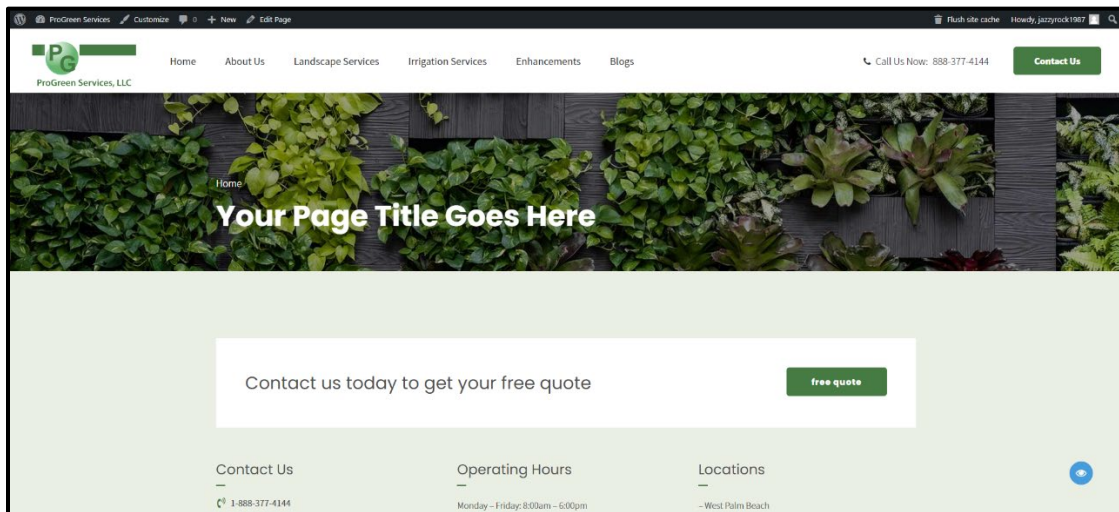 ProGreen Services Customize 0 New Edit Page Flush site cache Howdy, jazzyrock1987
PG
ProGreen Services, LLC
Home About Us Landscape Services Irrigation Services Enhancements Blogs Call Us Now: 888-377-4144 Contact Us
Home
Your Page Title Goes Here
Contact us today to get your free quote free quote
Contact Us Operating Hours Locations
1-888-377-4144 Monday – Friday: 8:00am – 6:00pm – West Palm Beach